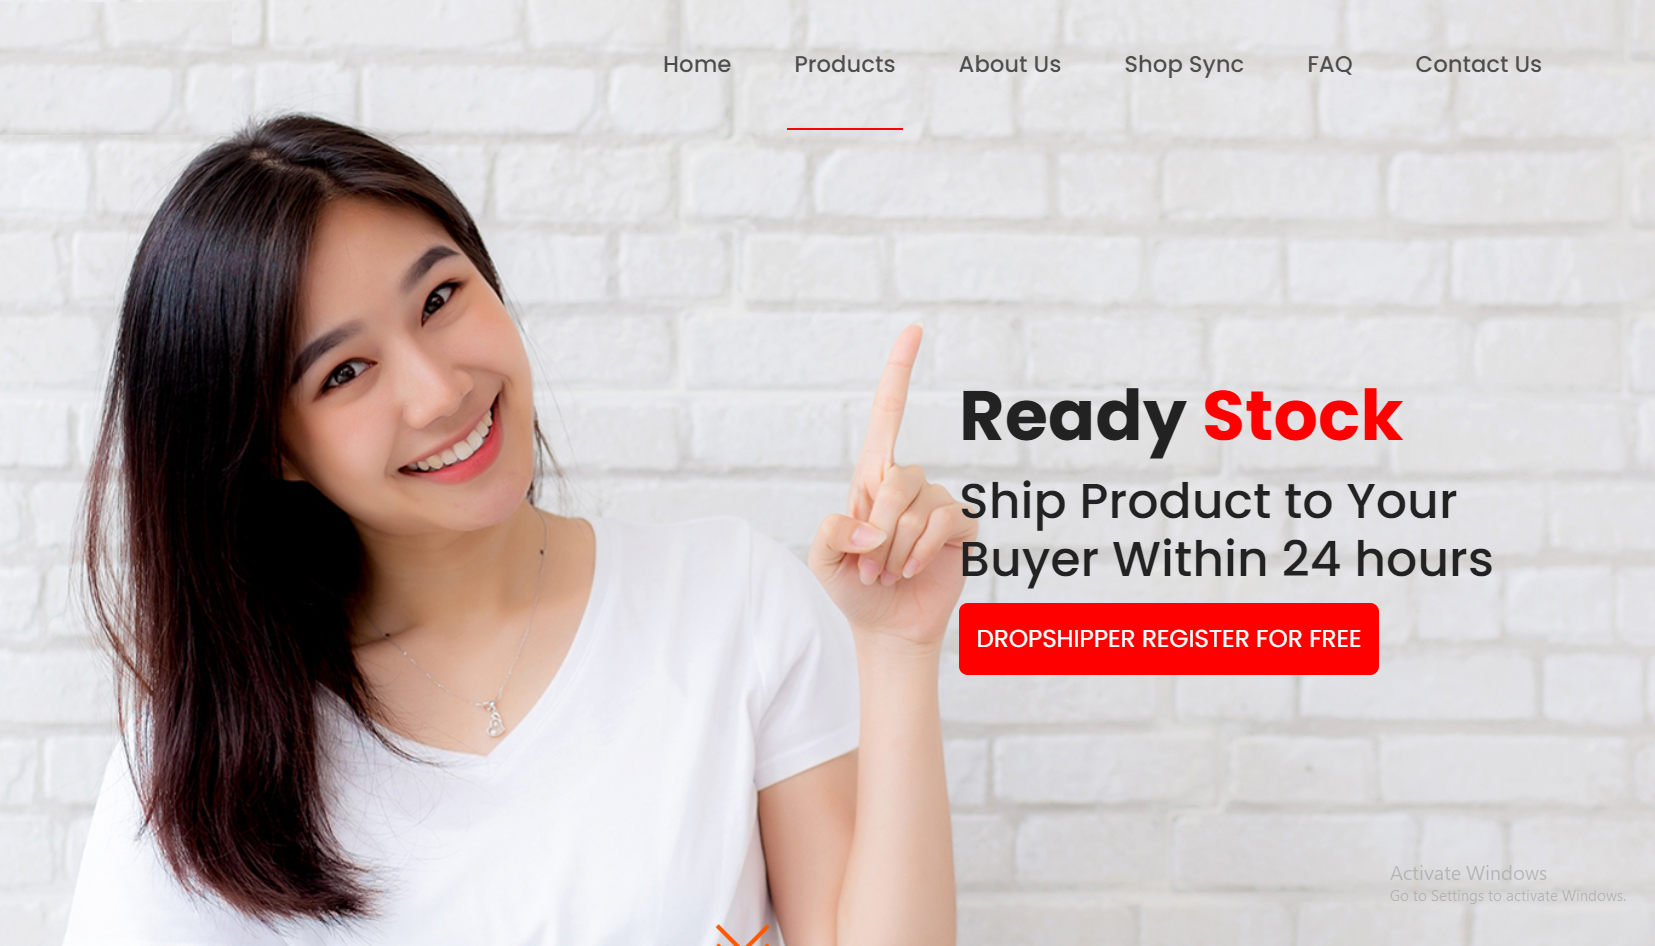 Home Products About Us Shop Sync FAQ Contact Us
Ready Stock
Ship Product to Your
Buyer Within 24 hours
DROPSHIPPER REGISTER FOR FREE
Activate Windows
Go to Settings to activate Windows.